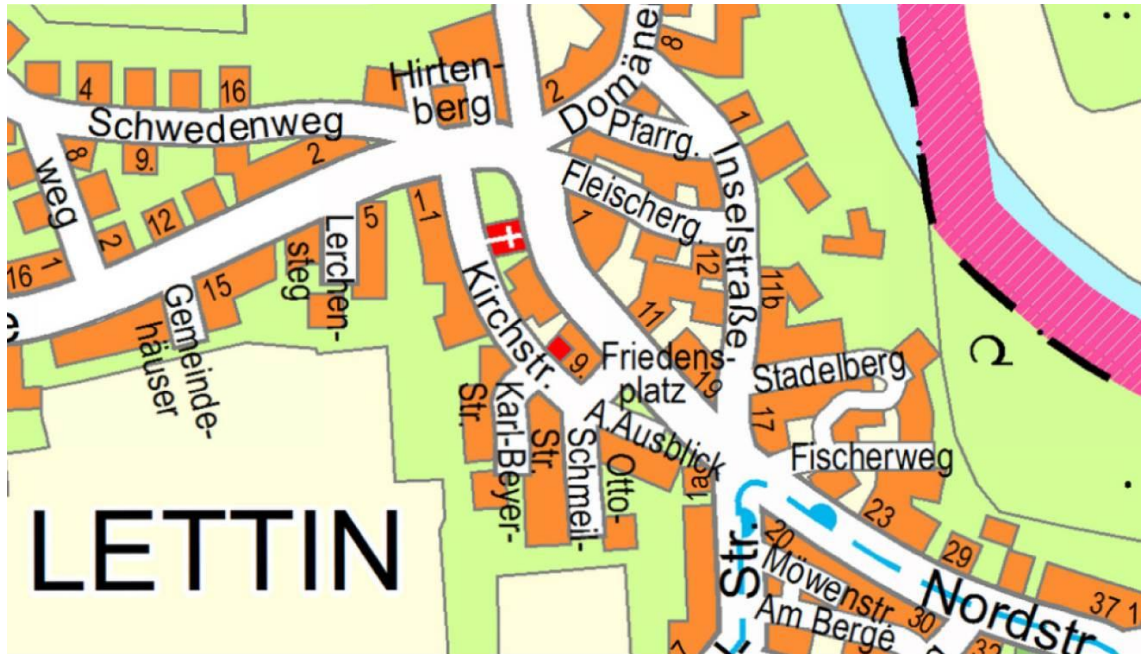 Hirten-
berg
Domäne
8
2
4
16
Schwedenweg
Pfarrg.
1
8
9.
2
weg
Fleischerg.
Inselstraße
12
2
16
1
5
1-1
1
Lerchen-
steg
12
11b
15
Gemeinde-
häuser
Kirchstr.
11
9.
Friedens-
platz
19
Stadelberg
17
A.Ausblick
Karl-Beyer-
Str.
Otto-
Schmeil-
Str.
Fischerweg
LETTIN
23
20
29
Str.
Möwenstr.
30
Am Berge
Nordstr
37
1
32
7